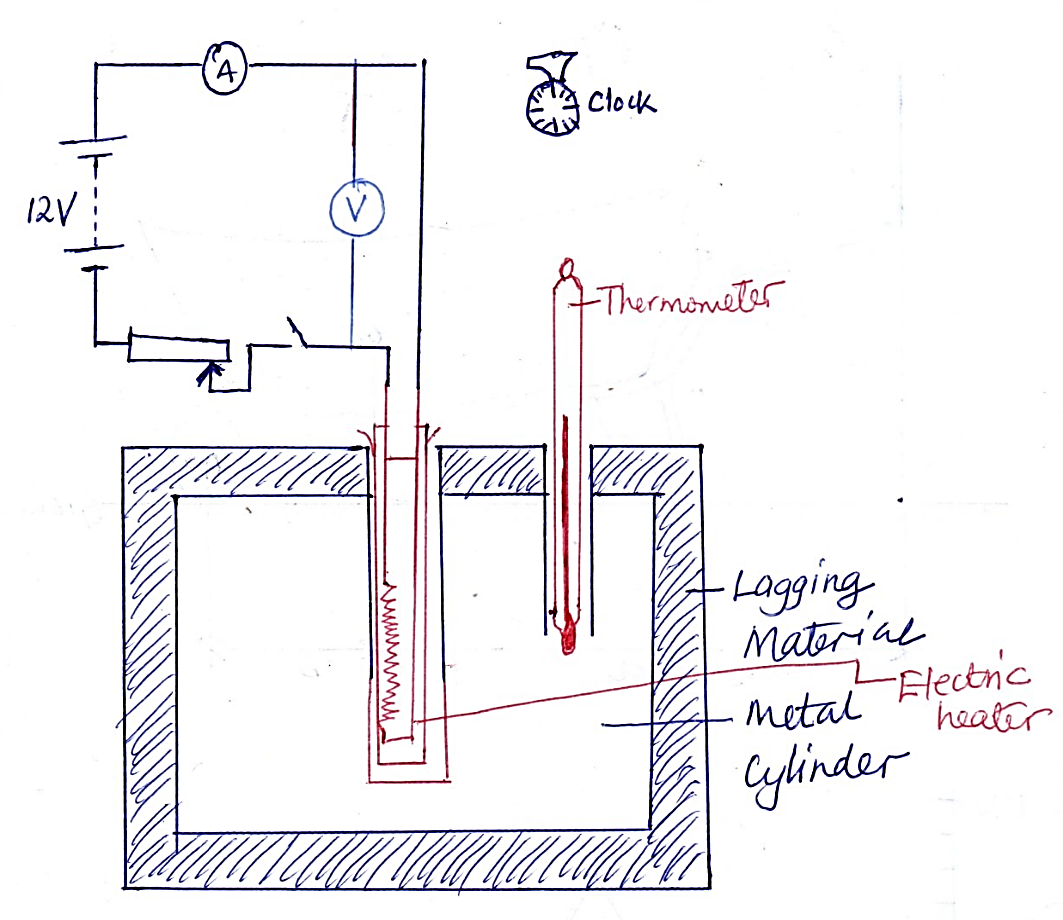 A
Clock
12V
V
Thermometer
Lagging
Material
Electric
heater
Metal
Cylinder